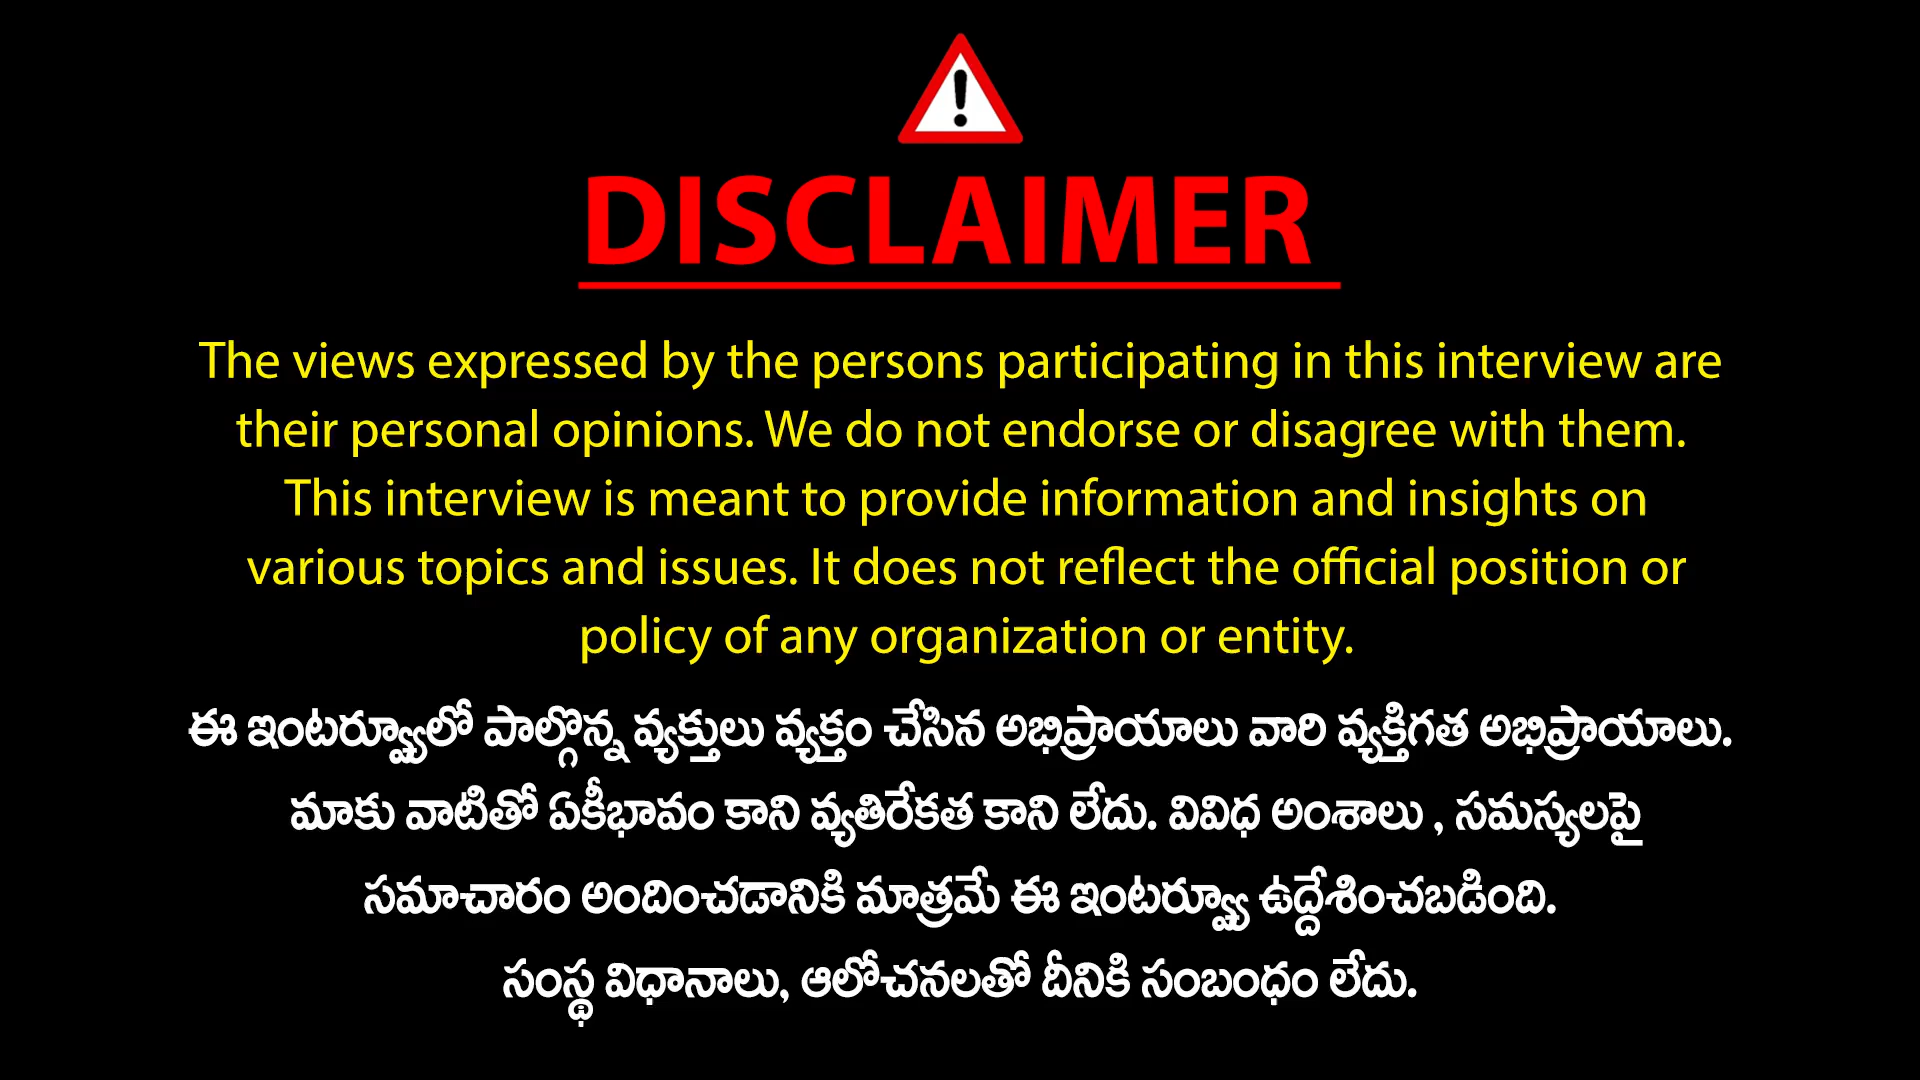 DISCLAIMER
The views expressed by the persons participating in this interview are
their personal opinions. We do not endorse or disagree with them.
This interview is meant to provide information and insights on
various topics and issues. It does not reflect the official position or
policy of any organization or entity.
ఈ ఇంటర్వ్యూలో పాల్గొన్న వ్యక్తులు వ్యక్తం చేసిన అభిప్రాయాలు వారి వ్యక్తిగత అభిప్రాయాలు.
మాకు వాటితో ఏకీభావం కాని వ్యతిరేకత కాని లేదు. వివిధ అంశాలు , సమస్యలపై
సమాచారం అందించడానికి మాత్రమే ఈ ఇంటర్వ్యూ ఉద్దేశించబడింది.
సంస్థ విధానాలు, ఆలోచనలతో దీనికి సంబంధం లేదు.